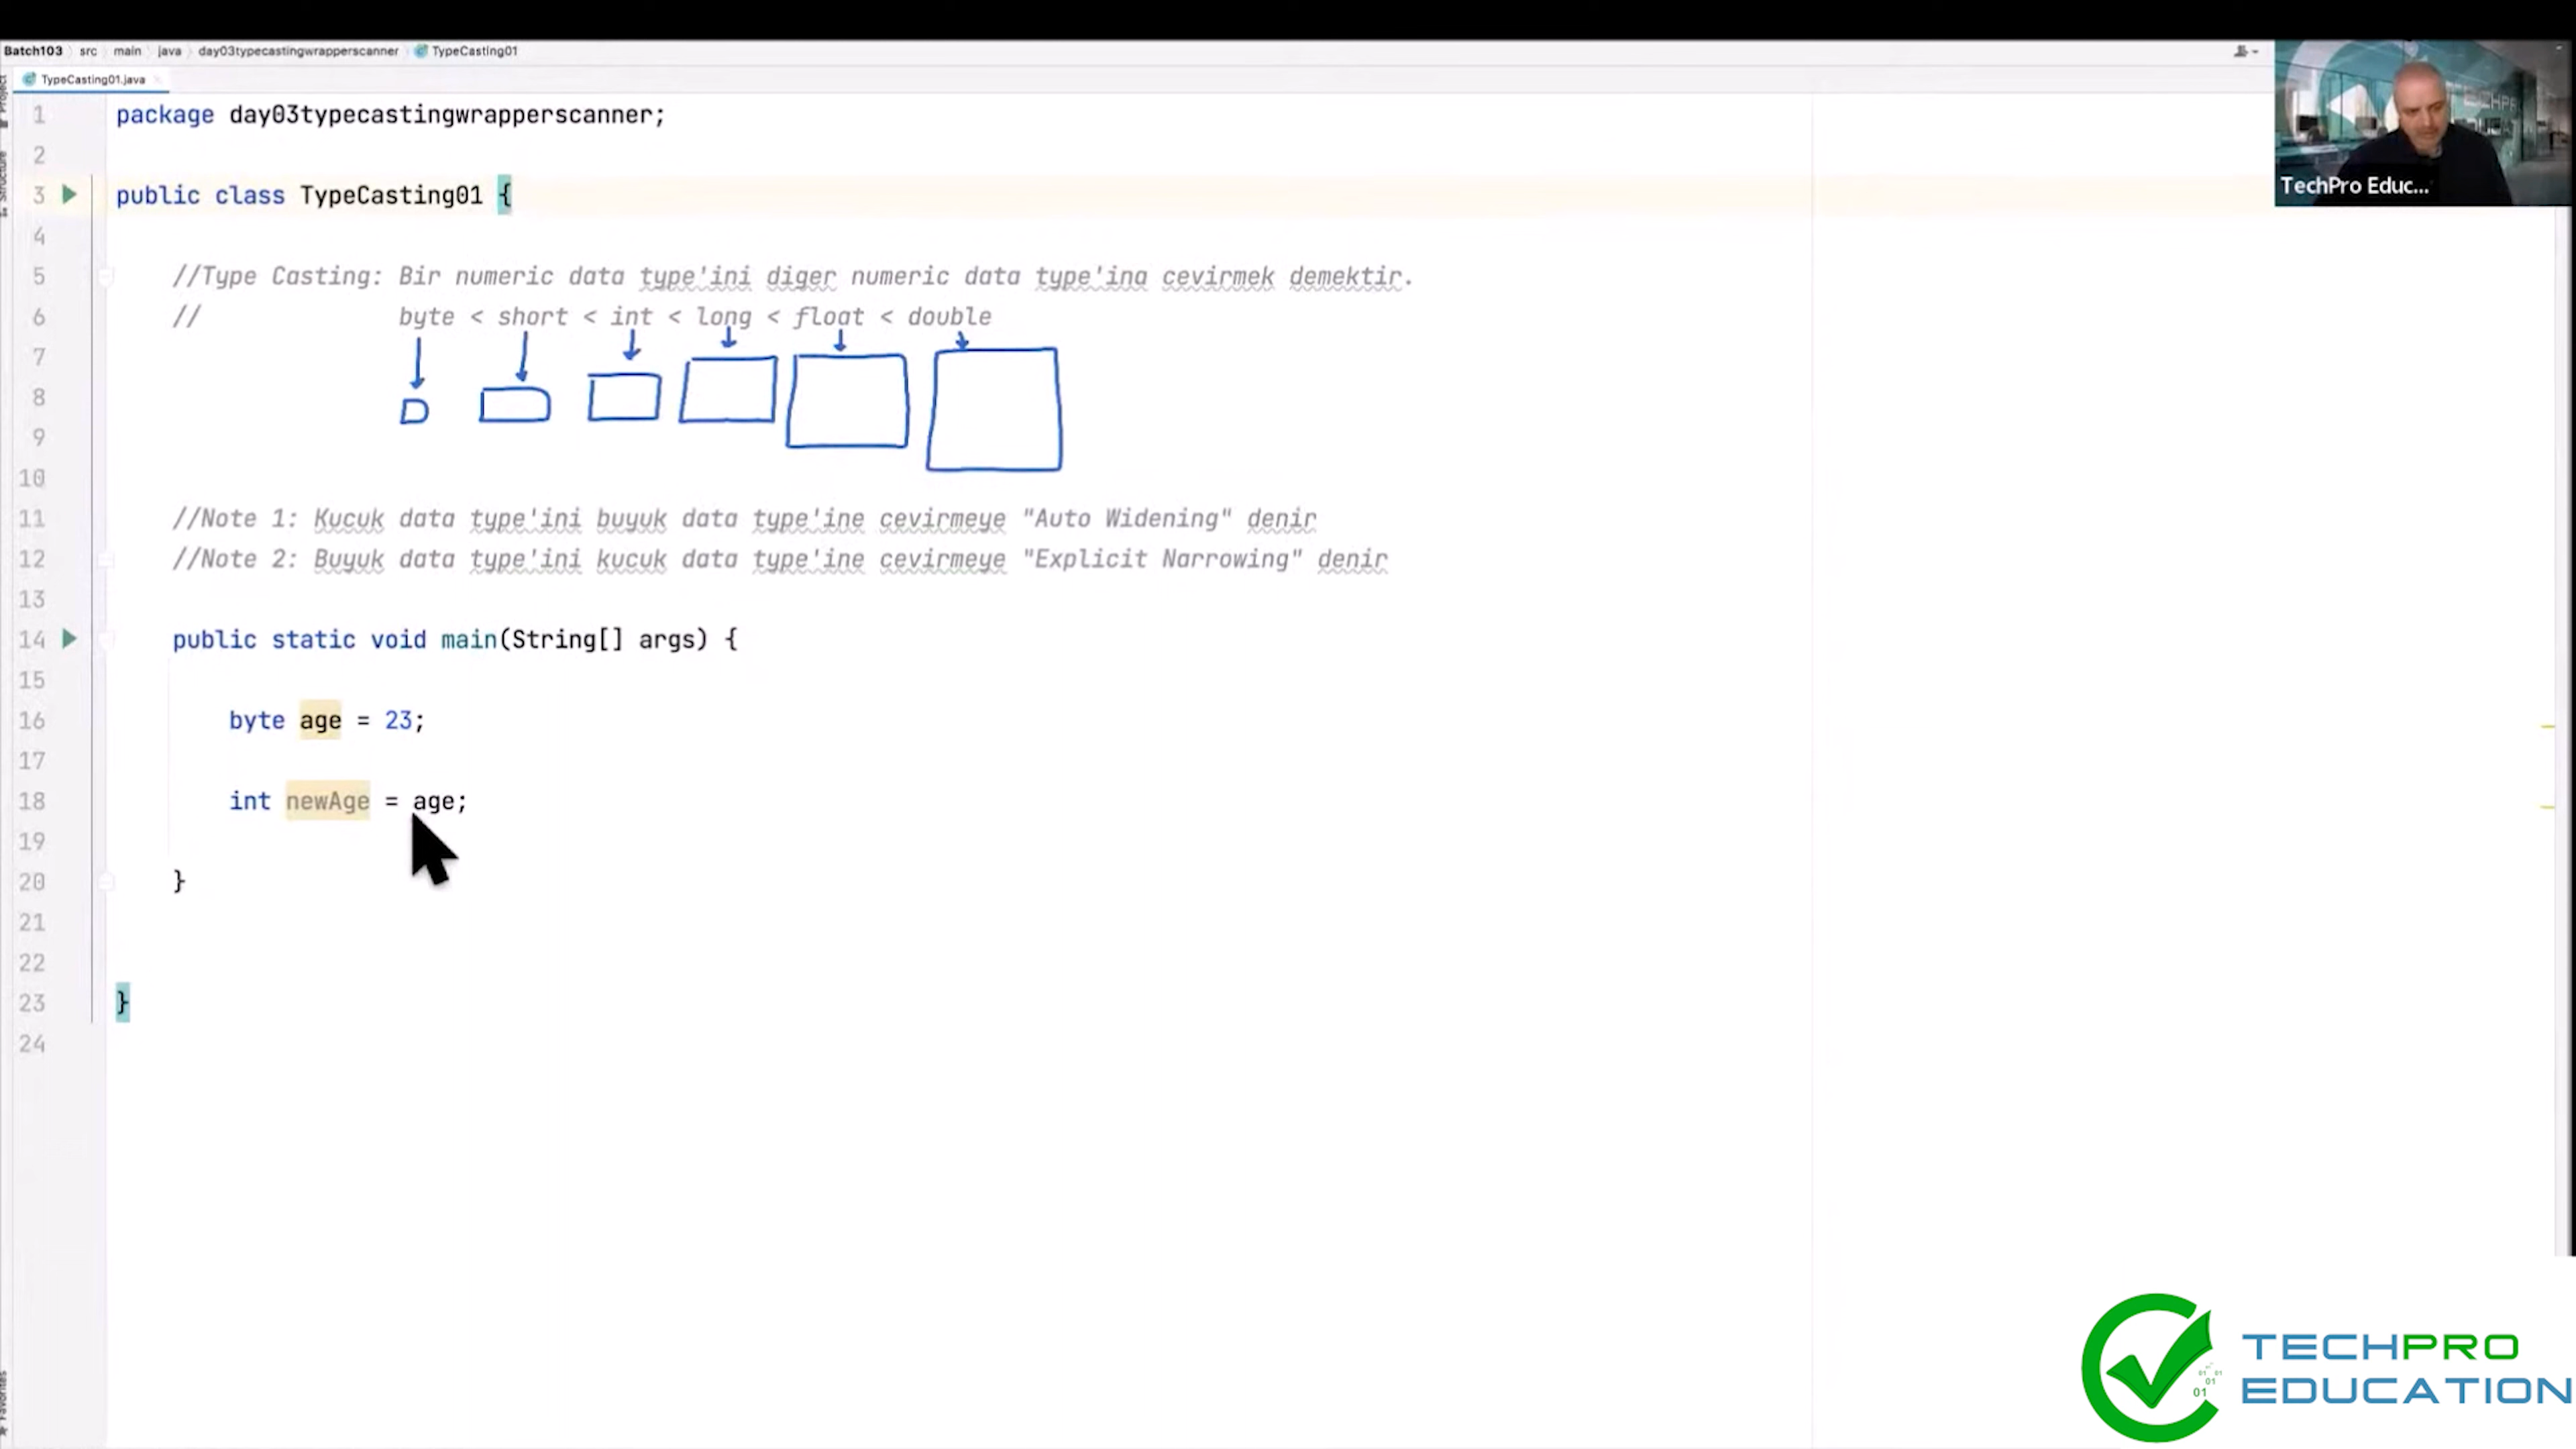 Batch103 src main java day03typecastingwrapperscanner TypeCasting01
TypeCasting01.java
Project
Structure
Favorites
TechPro Educ...
1 package day03typecastingwrapperscanner;
2
3 public class TypeCasting01 {
4
5 //Type Casting: Bir numeric data type'ini diger numeric data type'ina cevirmek demektir.
6 // byte < short < int < long < float < double
7
8
9
10
11 //Note 1: Kucuk data type'ini buyuk data type'ine cevirmeye "Auto Widening" denir
12 //Note 2: Buyuk data type'ini kucuk data type'ine cevirmeye "Explicit Narrowing" denir
13
14 public static void main(String[] args) {
15
16 byte age = 23;
17
18 int newAge = age;
19
20 }
21
22
23 }
24
TECHPRO
EDUCATION